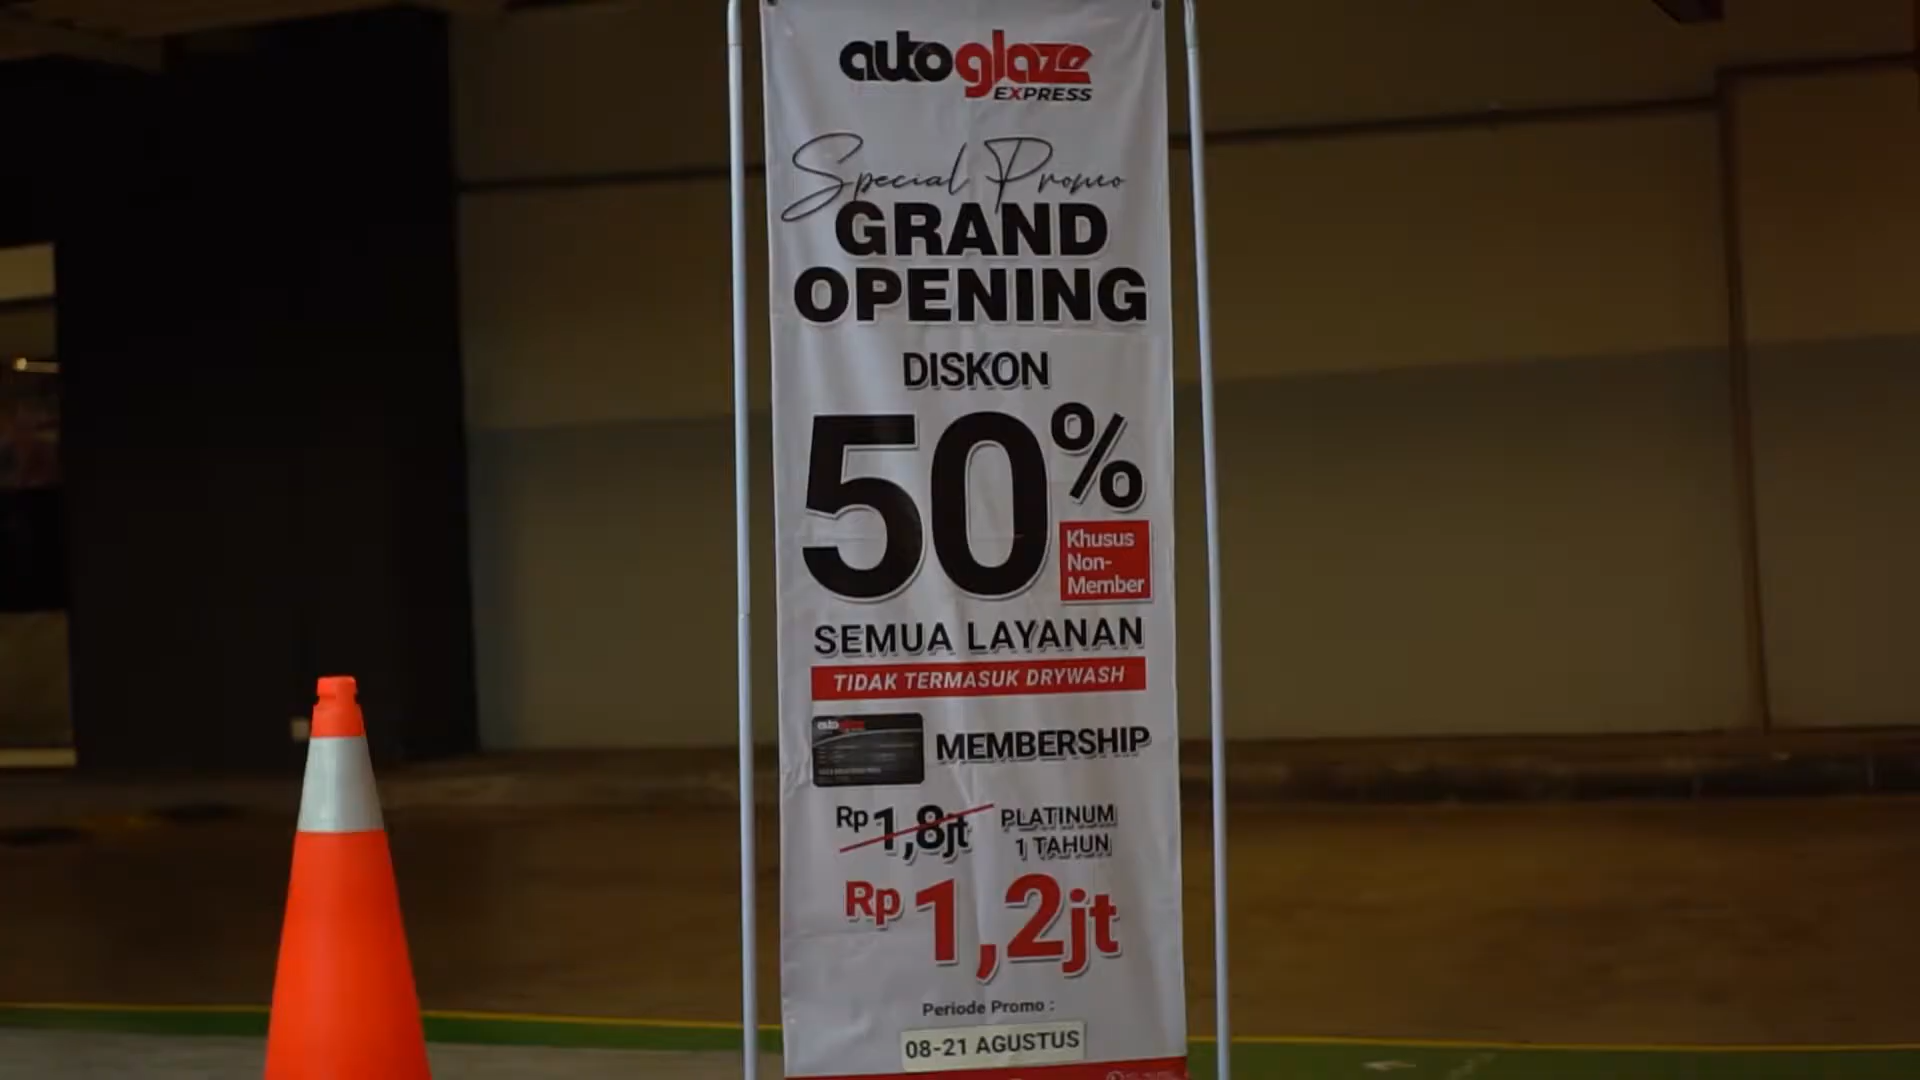 autoglaze
EXPRESS
Special Promo
GRAND
OPENING
DISKON
50%
Khusus
Non-
Member
SEMUA LAYANAN
TIDAK TERMASUK DRYWASH
autoglaze
MEMBERSHIP
Rp 1,8jt
PLATINUM
1 TAHUN
Rp 1,2jt
Periode Promo :
08-21 AGUSTUS